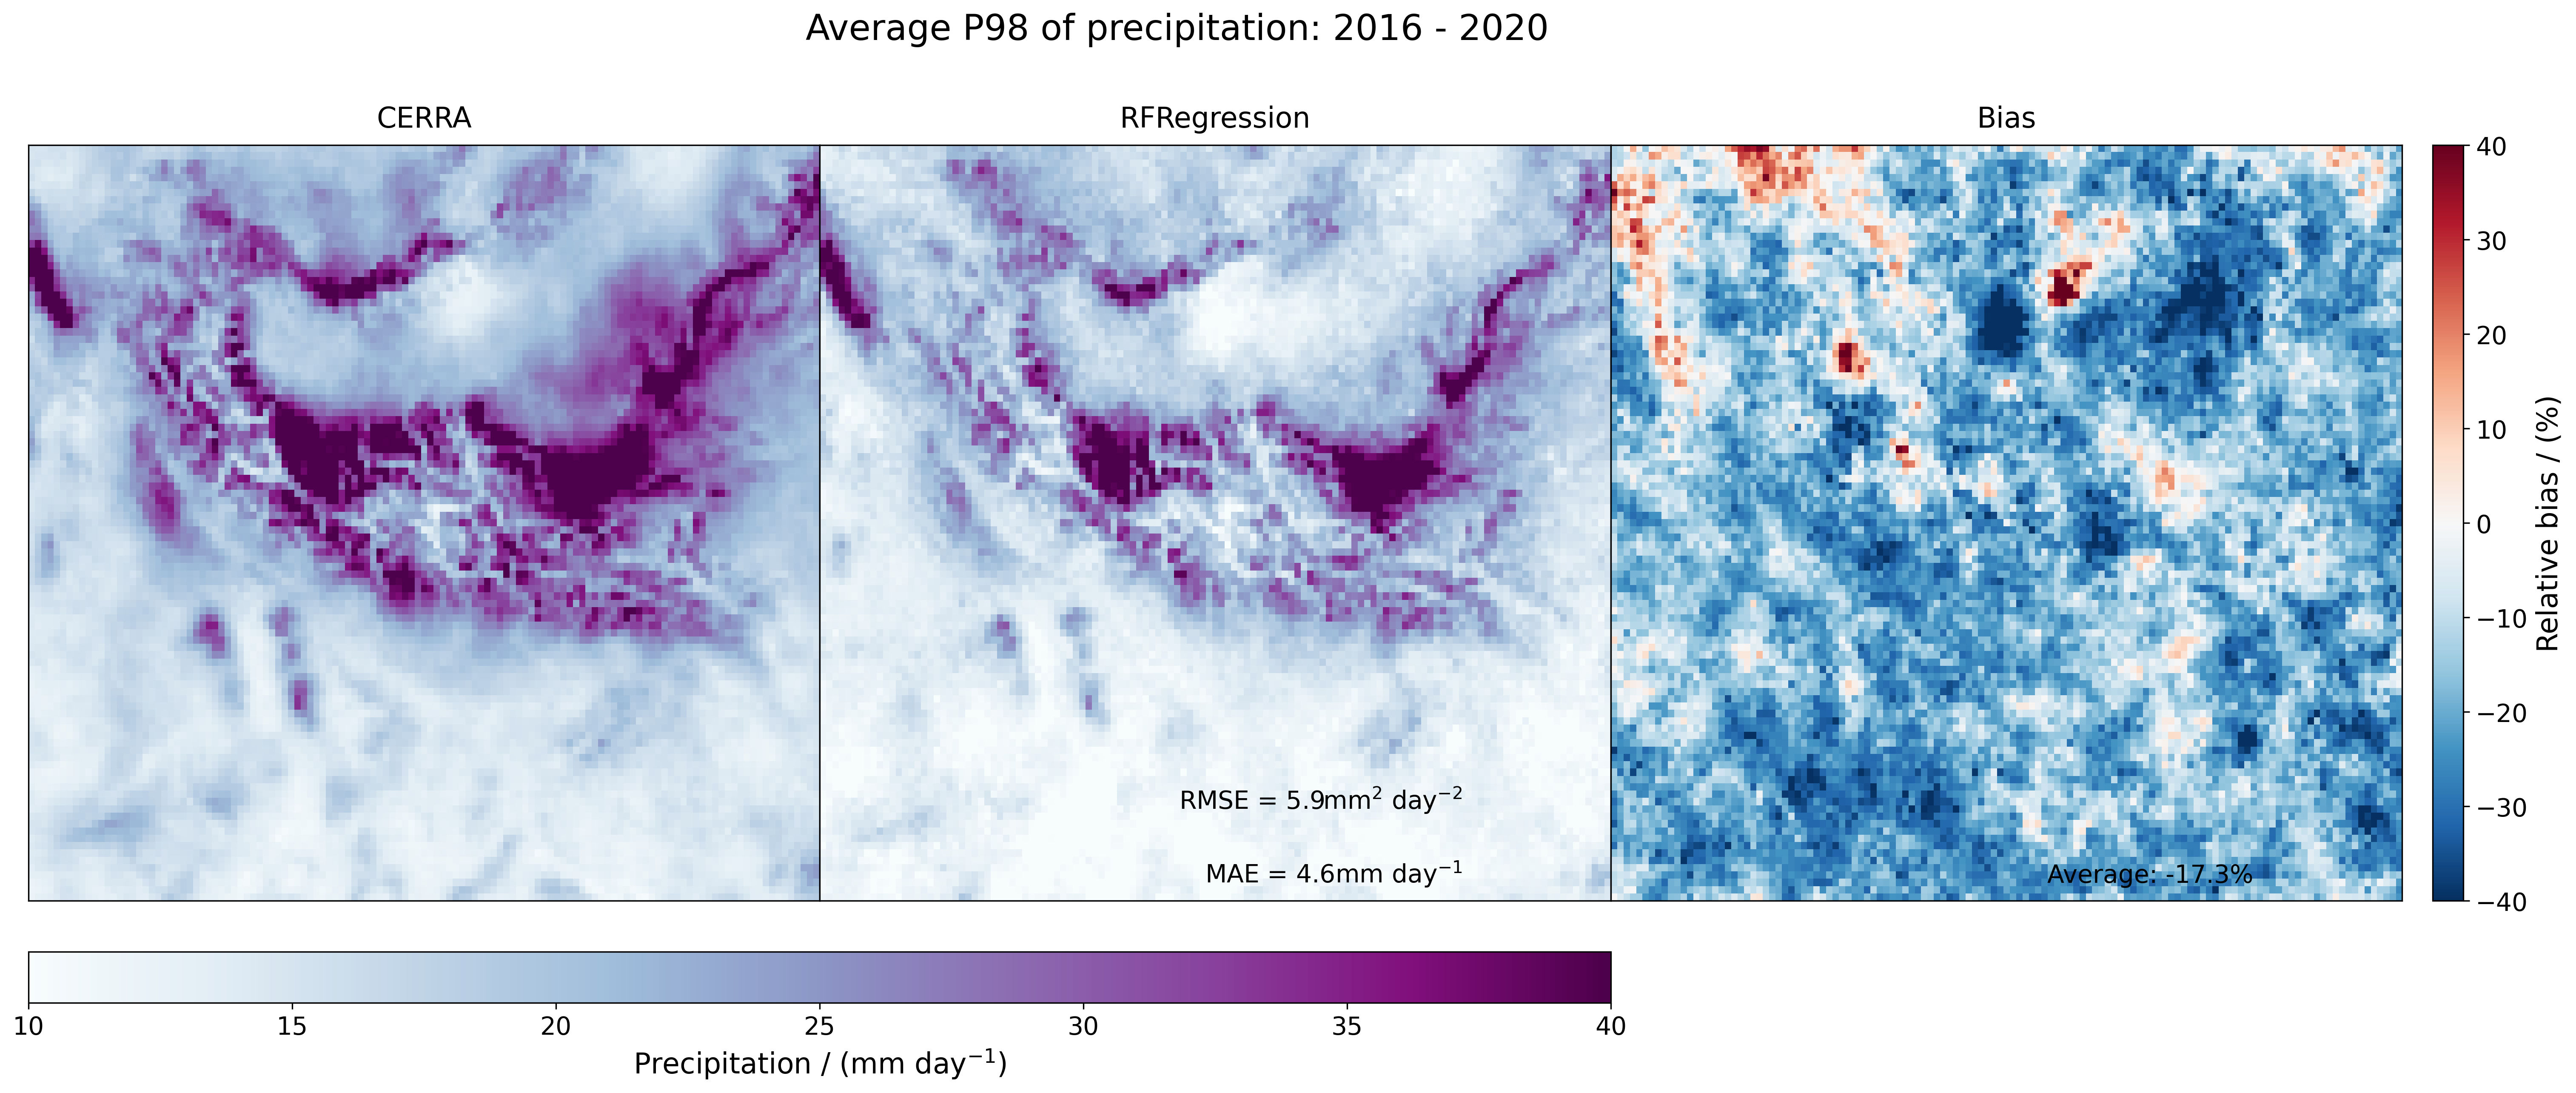 Average P98 of precipitation: 2016 - 2020
CERRA
RFRegression
Bias
RMSE = 5.9mm² day⁻²
MAE = 4.6mm day⁻¹
Average: -17.3%
40
30
20
10
0
−10
−20
−30
−40
Relative bias / (%)
10 15 20 25 30 35 40
Precipitation / (mm day⁻¹)